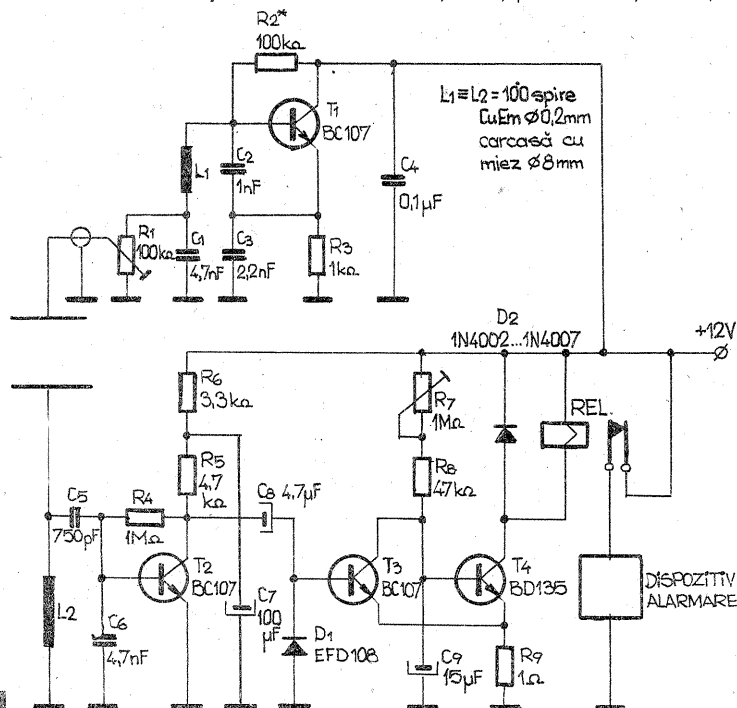 R2*
100kΩ
L1≡L2=100 spire
CuEm Ø0,2mm
carcasă cu
miez Ø8mm
T1
BC107
C2
1nF
L1
C4
0,1μF
R1
100kΩ
C1
4,7nF
C3
2,2nF
R3
1kΩ
D2
1N4002...1N4007
+12V
R6
3,3kΩ
R7
1MΩ
REL.
R5
4,7
kΩ
R8
47kΩ
C8 4,7μF
C5
750pF
R4
1MΩ
T2
BC107
T3
BC107
T4
BD135
DISPOZITIV
ALARMARE
L2
C6
4,7nF
C7
100
μF
D1
EFD108
C9
15μF
R9
1Ω